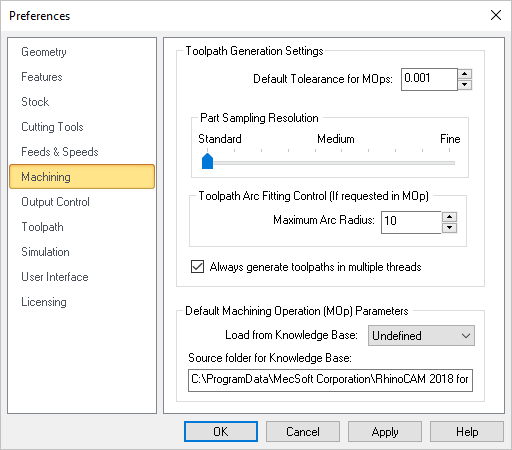 Preferences
Geometry
Features
Stock
Cutting Tools
Feeds & Speeds
Machining
Output Control
Toolpath
Simulation
User Interface
Licensing
Toolpath Generation Settings
Default Tolearance for MOps: 0.001
Part Sampling Resolution
Standard Medium Fine
Toolpath Arc Fitting Control (If requested in MOp)
Maximum Arc Radius: 10
Always generate toolpaths in multiple threads
Default Machining Operation (MOp) Parameters
Load from Knowledge Base: Undefined
Source folder for Knowledge Base:
C:\ProgramData\MecSoft Corporation\RhinoCAM 2018 for
OK Cancel Apply Help